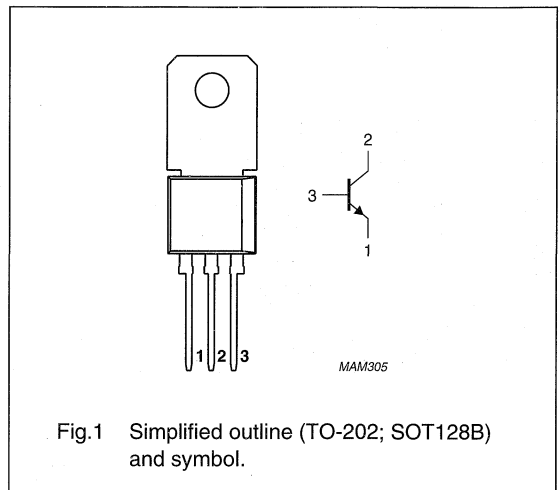 2
3
1
1 2 3
MAM305
Fig.1 Simplified outline (TO-202; SOT128B)
and symbol.